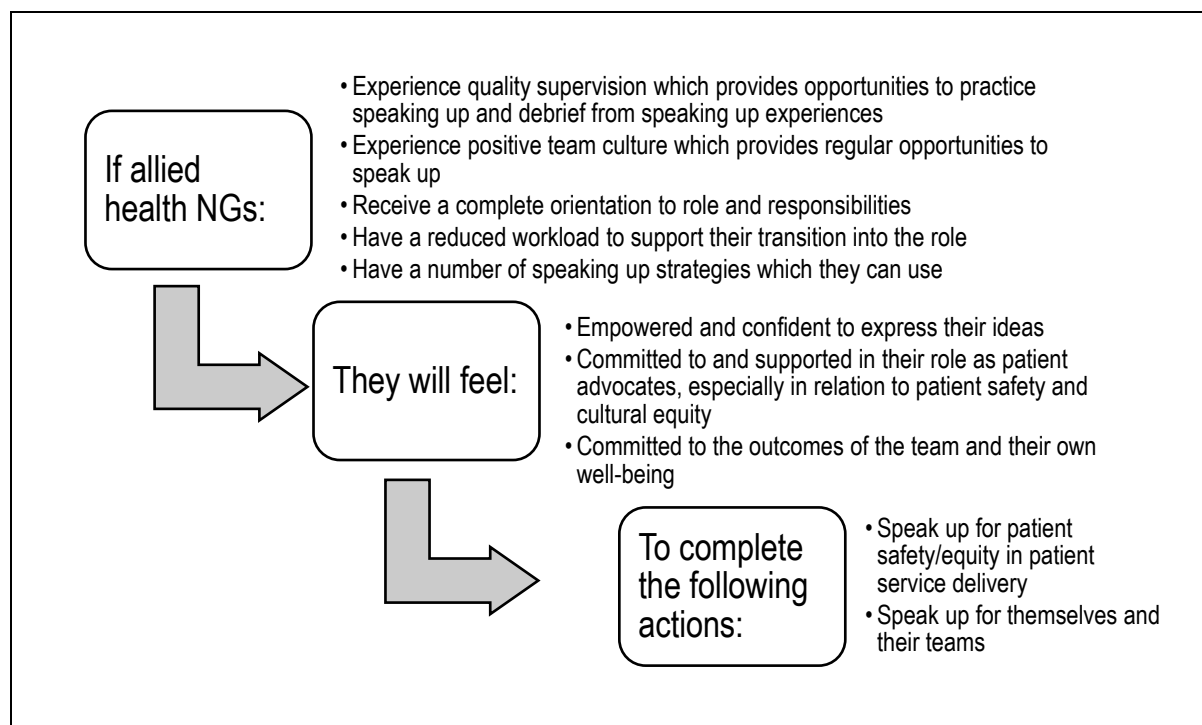 If allied
health NGs:
• Experience quality supervision which provides opportunities to practice
speaking up and debrief from speaking up experiences
• Experience positive team culture which provides regular opportunities to
speak up
• Receive a complete orientation to role and responsibilities
• Have a reduced workload to support their transition into the role
• Have a number of speaking up strategies which they can use
They will feel:
• Empowered and confident to express their ideas
• Committed to and supported in their role as patient
advocates, especially in relation to patient safety and
cultural equity
• Committed to the outcomes of the team and their own
well-being
To complete
the following
actions:
• Speak up for patient
safety/equity in patient
service delivery
• Speak up for themselves and
their teams